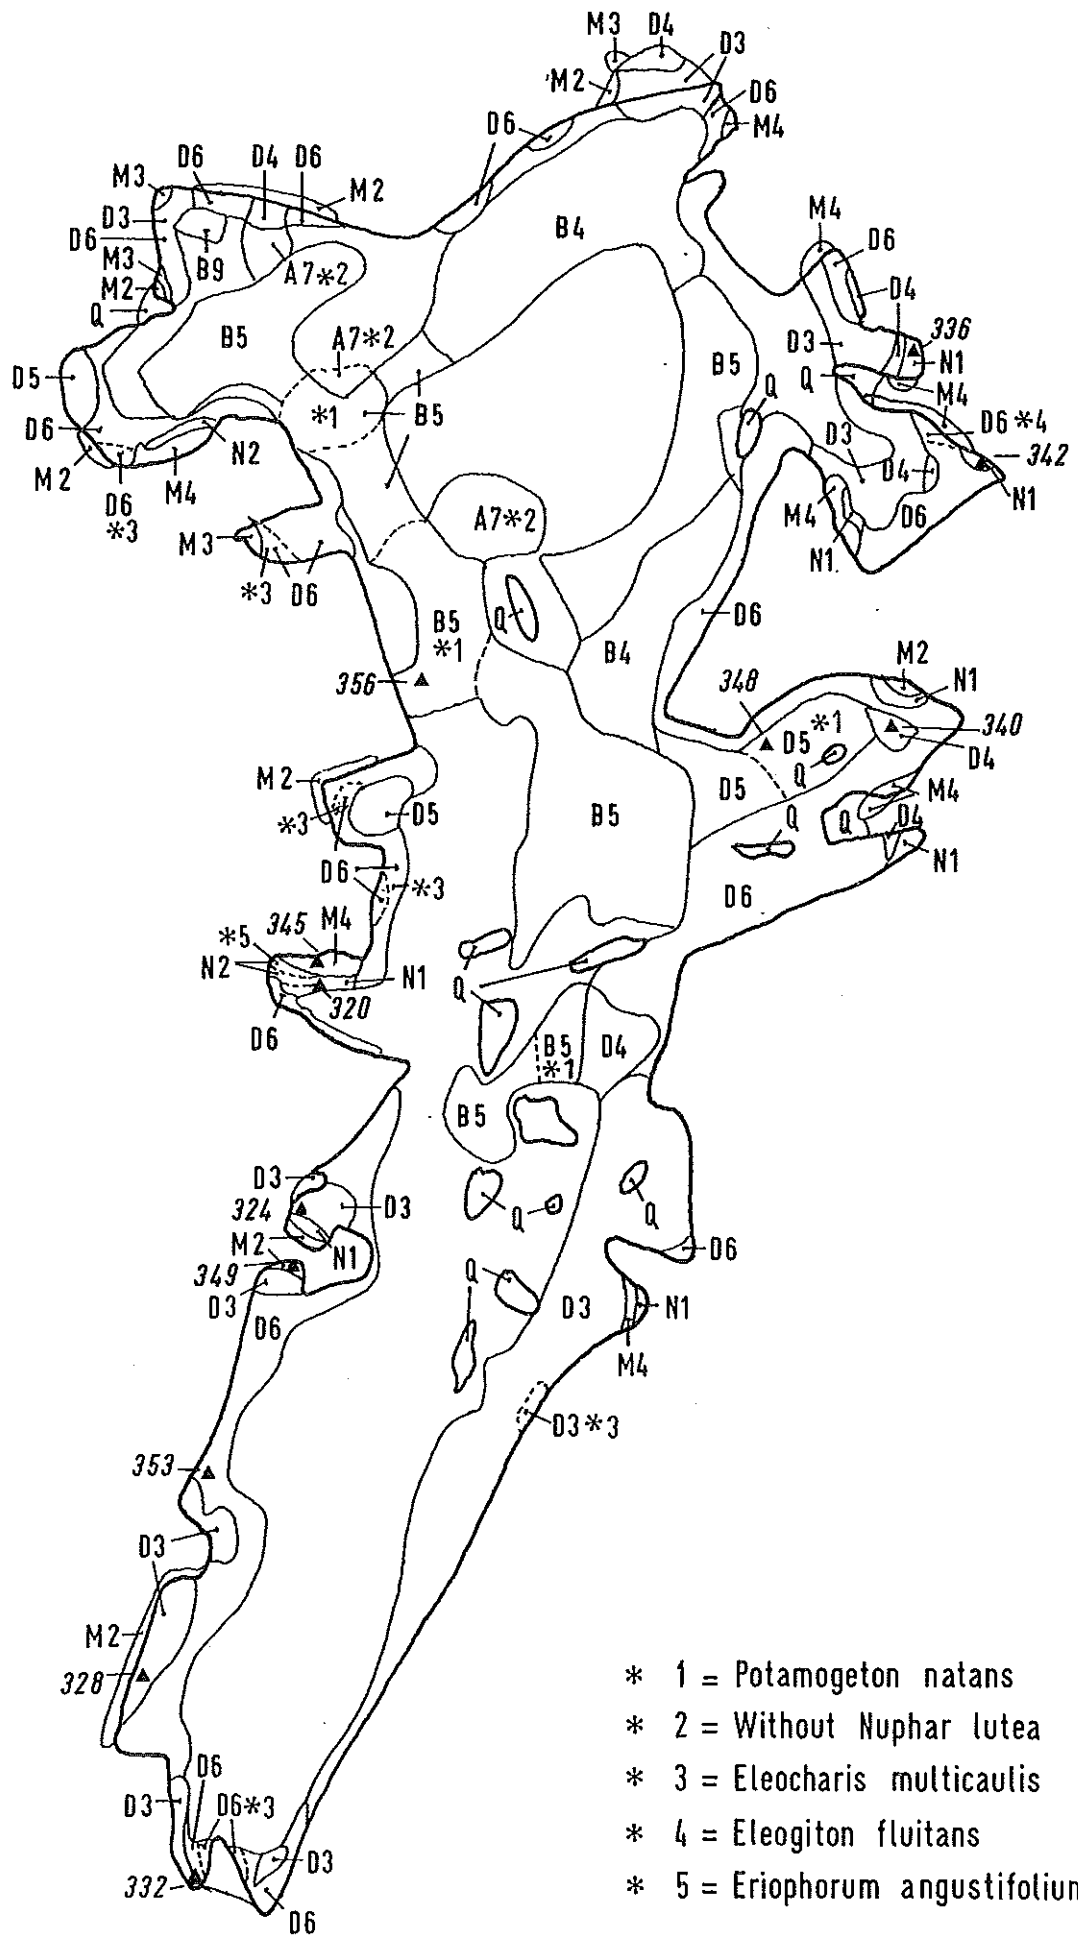 M3 D4 D3
M2 D6
D6 M4
D6 D4 D6
M3 M2
D3
D6 B9
M3 A7*2
M2
Q
B4
M4 D6
D4
336
B5 A7*2 B5 D3 Q N1
D5 *1 B5 Q M4
D6 N2 D3 D6*4
M2 M4 D4 342
D6
*3
A7*2 M4 D6 N1
M3 N1.
*3 D6
B5 Q D6
*1 B4
356 348 M2 N1
D5 *1 340
Q D4
M2 D5 M4
*3 D5 B5 Q Q D4
N1
D6 *3 D6
345 M4
*5
N2 N1 Q
320
D6
B5 D4
*1
B5
D3
324 D3 Q Q
M2 N1
349 Q D6
D3 D3 N1
D6
M4
D3*3
353
D3
M2
328
* 1 = Potamogeton natans
* 2 = Without Nuphar lutea
* 3 = Eleocharis multicaulis
* 4 = Eleogiton fluitans
* 5 = Eriophorum angustifolium
D6
D3 D6*3
D3
332
D6